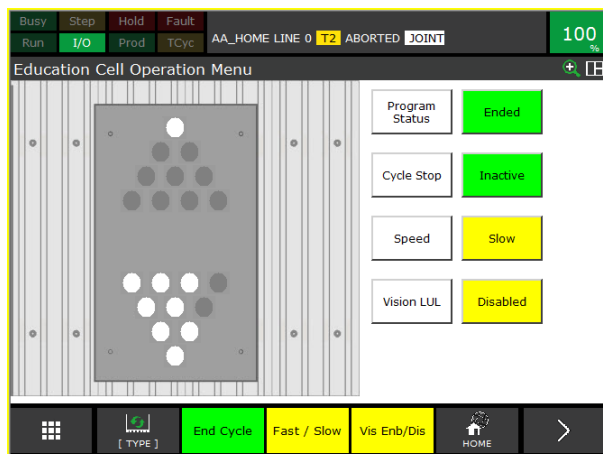 Busy Step Hold Fault
Run I/O Prod TCyc
AA_HOME LINE 0 T2 ABORTED JOINT
100
%
Education Cell Operation Menu
Program
Status
Ended
Cycle Stop
Inactive
Speed
Slow
Vision LUL
Disabled
[ TYPE ]
End Cycle
Fast / Slow
Vis Enb/Dis
HOME